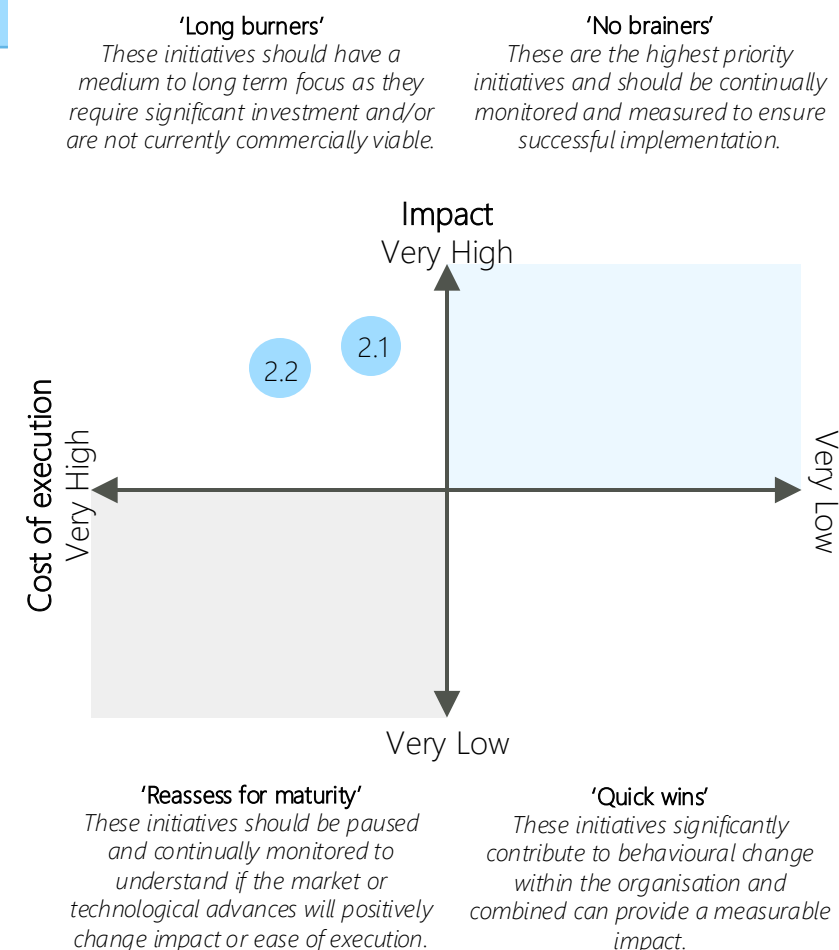 ‘Long burners’
These initiatives should have a
medium to long term focus as they
require significant investment and/or
are not currently commercially viable.
‘No brainers’
These are the highest priority
initiatives and should be continually
monitored and measured to ensure
successful implementation.
Impact
Very High
2.1
2.2
Cost of execution
Very High
Very Low
Very Low
‘Reassess for maturity’
These initiatives should be paused
and continually monitored to
understand if the market or
technological advances will positively
change impact or ease of execution.
‘Quick wins’
These initiatives significantly
contribute to behavioural change
within the organisation and
combined can provide a measurable
impact.